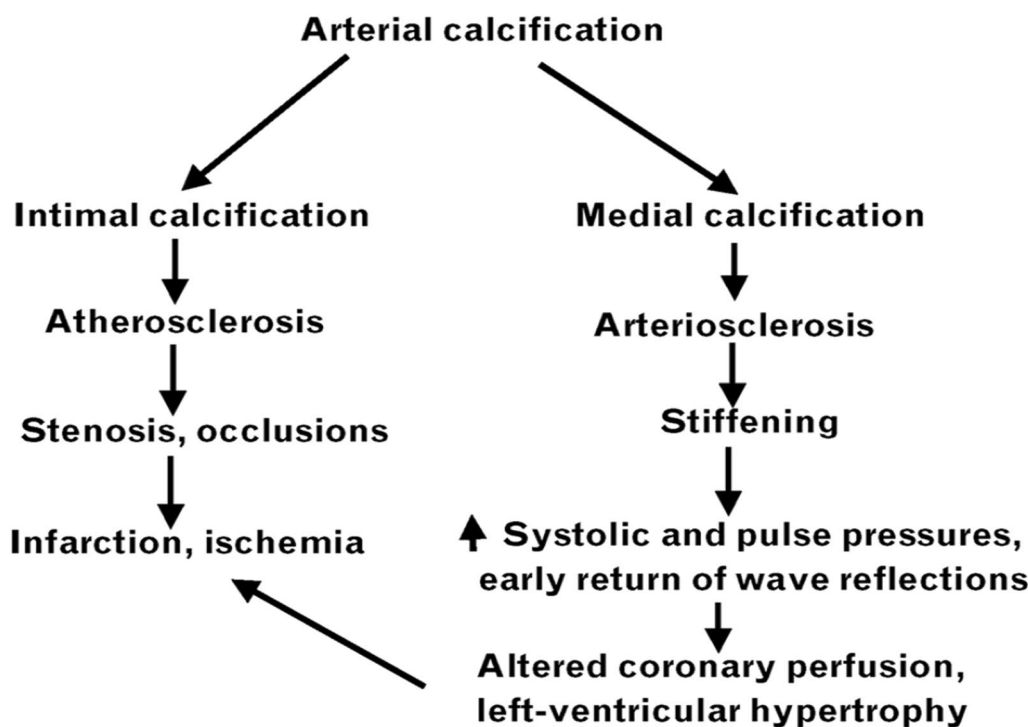 Arterial calcification
Intimal calcification
Medial calcification
Atherosclerosis
Arteriosclerosis
Stenosis, occlusions
Stiffening
Infarction, ischemia
Systolic and pulse pressures,
early return of wave reflections
Altered coronary perfusion,
left-ventricular hypertrophy